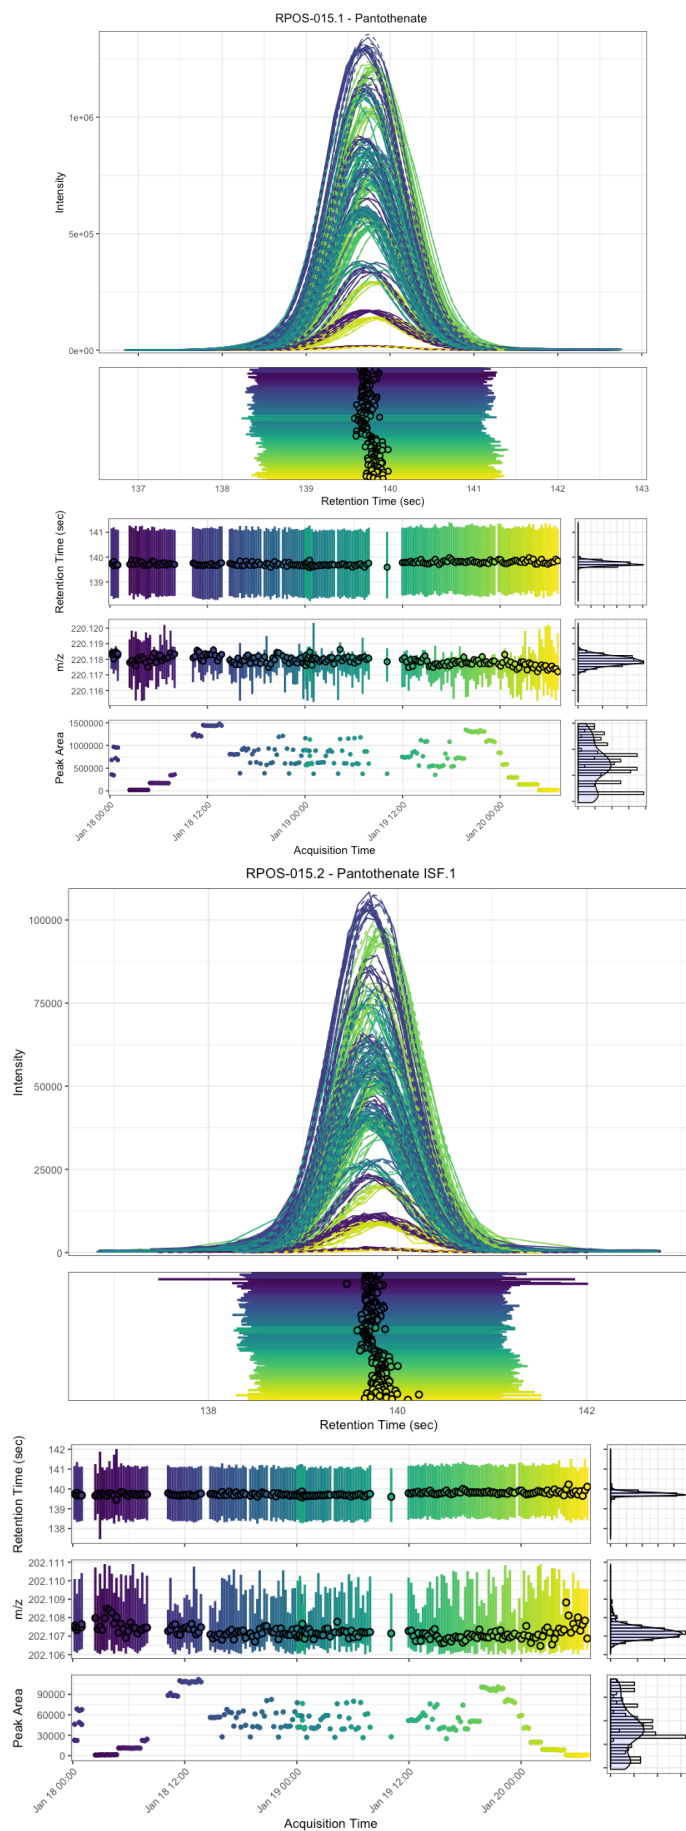 RPOS-015.1 - Pantothenate
1e+06
5e+05
0e+00
Intensity
137 138 139 140 141 142 143
Retention Time (sec)
141
140
139
Retention Time (sec)
220.120
220.119
220.118
220.117
220.116
m/z
1500000
1000000
500000
0
Peak Area
Jan 18 00:00 Jan 18 12:00 Jan 19 00:00 Jan 19 12:00 Jan 20 00:00
Acquisition Time
RPOS-015.2 - Pantothenate ISF.1
100000
75000
50000
25000
0
Intensity
138 140 142
Retention Time (sec)
142
141
140
139
138
Retention Time (sec)
202.111
202.110
202.108
202.107
202.106
m/z
90000
60000
30000
0
Peak Area
Jan 18 00:00 Jan 18 12:00 Jan 19 00:00 Jan 19 12:00 Jan 20 00:00
Acquisition Time